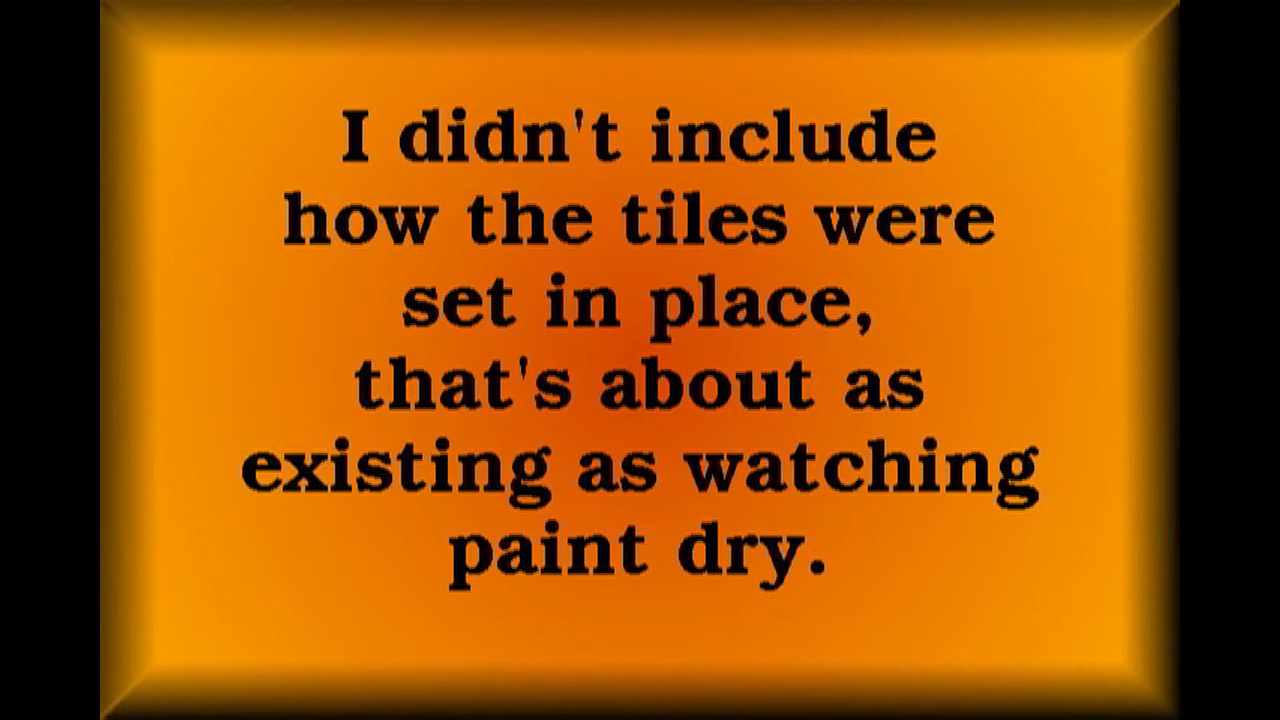 I didn't include
how the tiles were
set in place,
that's about as
existing as watching
paint dry.